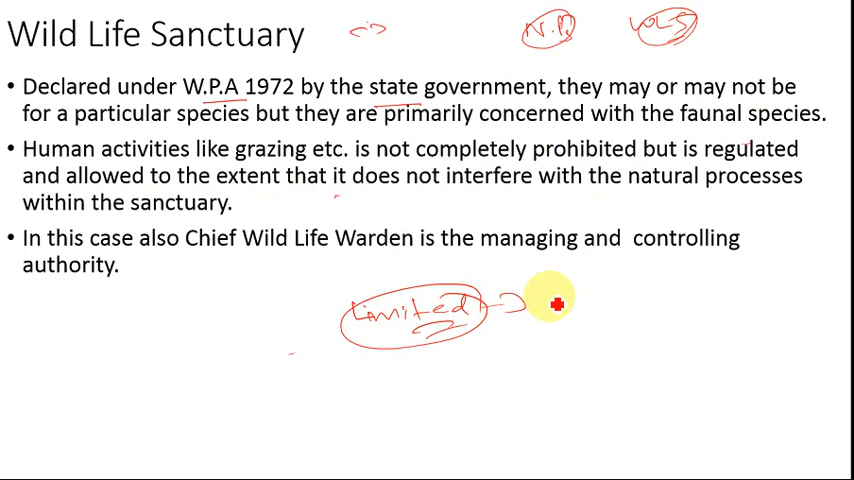 Wild Life Sanctuary
N.P.
• Declared under W.P.A 1972 by the state government, they may or may not be
for a particular species but they are primarily concerned with the faunal species.
• Human activities like grazing etc. is not completely prohibited but is regulated
and allowed to the extent that it does not interfere with the natural processes
within the sanctuary.
• In this case also Chief Wild Life Warden is the managing and controlling
authority.
Limited